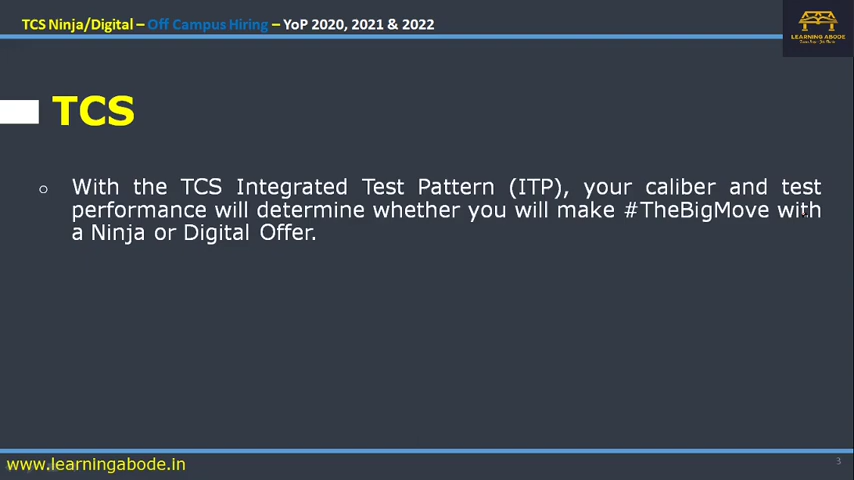 TCS Ninja/Digital – Off Campus Hiring – YoP 2020, 2021 & 2022
LEARNING ABODE
TCS
With the TCS Integrated Test Pattern (ITP), your caliber and test
performance will determine whether you will make #TheBigMove with
a Ninja or Digital Offer.
www.learningabode.in
3